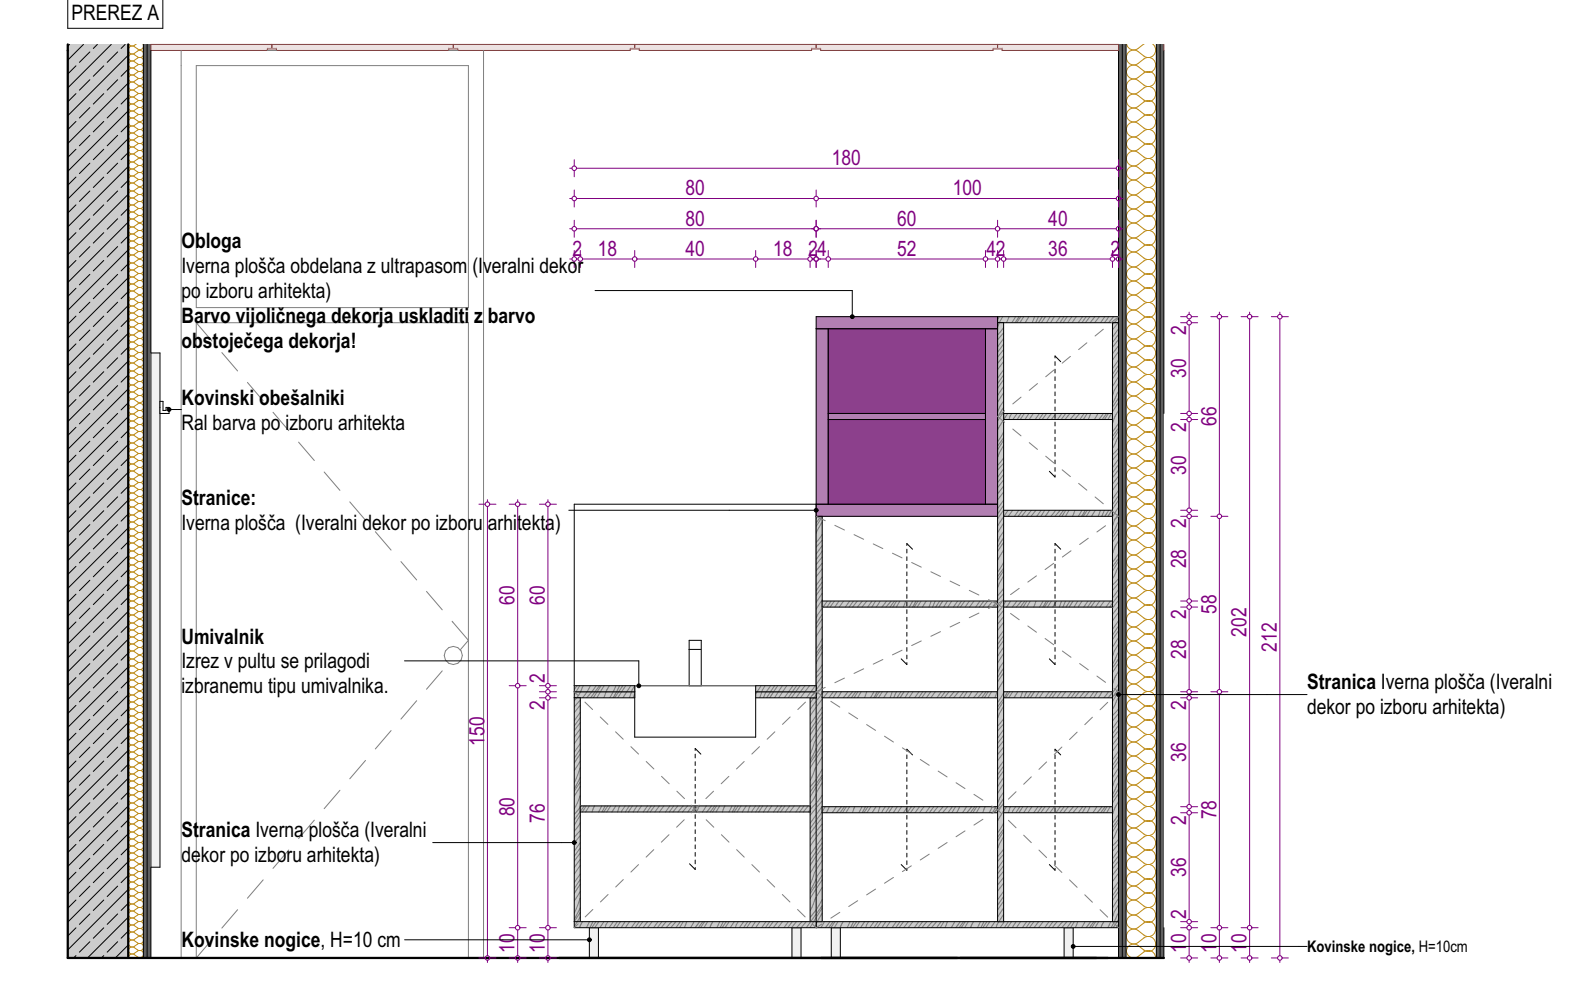 PREREZ A
180
80 100
80 60 40
2 18 40 18 2 4 52 4 2 36 2
Obloga
Iverna plošča obdelana z ultrapasom (Iveralni dekor
po izboru arhitekta)
Barvo vijoličnega dekorja uskladiti z barvo
obstoječega dekorja!
Kovinski obešalniki
Ral barva po izboru arhitekta
Stranice:
Iverna plošča (Iveralni dekor po izboru arhitekta)
Umivalnik
Izrez v pultu se prilagodi
izbranemu tipu umivalnika.
Stranica Iverna plošča (Iveralni
dekor po izboru arhitekta)
Kovinske nogice, H=10 cm
150
60 80 10
60 2 2 76 10
2 30 2 30 2 28 2 28 2 36 2 36 2 10
66 58 78 10
202 10
212
Stranica Iverna plošča (Iveralni
dekor po izboru arhitekta)
Kovinske nogice, H=10cm